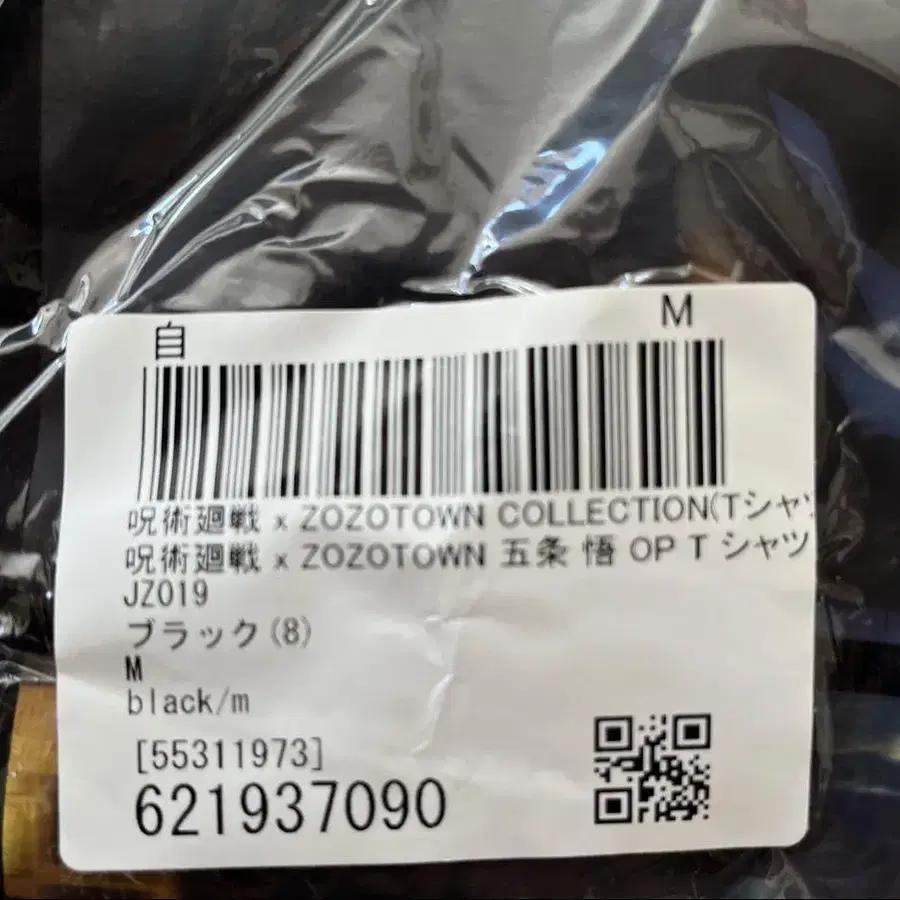 自 M
呪術廻戦 x ZOZOTOWN COLLECTION(Tシャツ
呪術廻戦 x ZOZOTOWN 五条 悟 OP T シャツ
JZ019
ブラック(8)
M
black/m
[55311973]
621937090